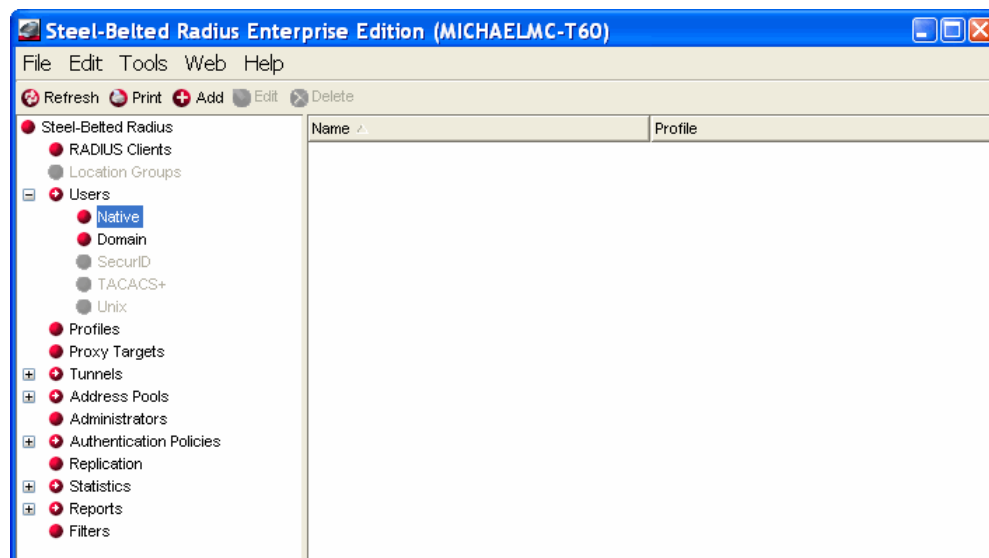 Steel-Belted Radius Enterprise Edition (MICHAELMC-T60)
File Edit Tools Web Help
Refresh Print Add Edit Delete
Steel-Belted Radius
RADIUS Clients
Location Groups
Users
Native
Domain
SecurID
TACACS+
Unix
Profiles
Proxy Targets
Tunnels
Address Pools
Administrators
Authentication Policies
Replication
Statistics
Reports
Filters
Name Profile